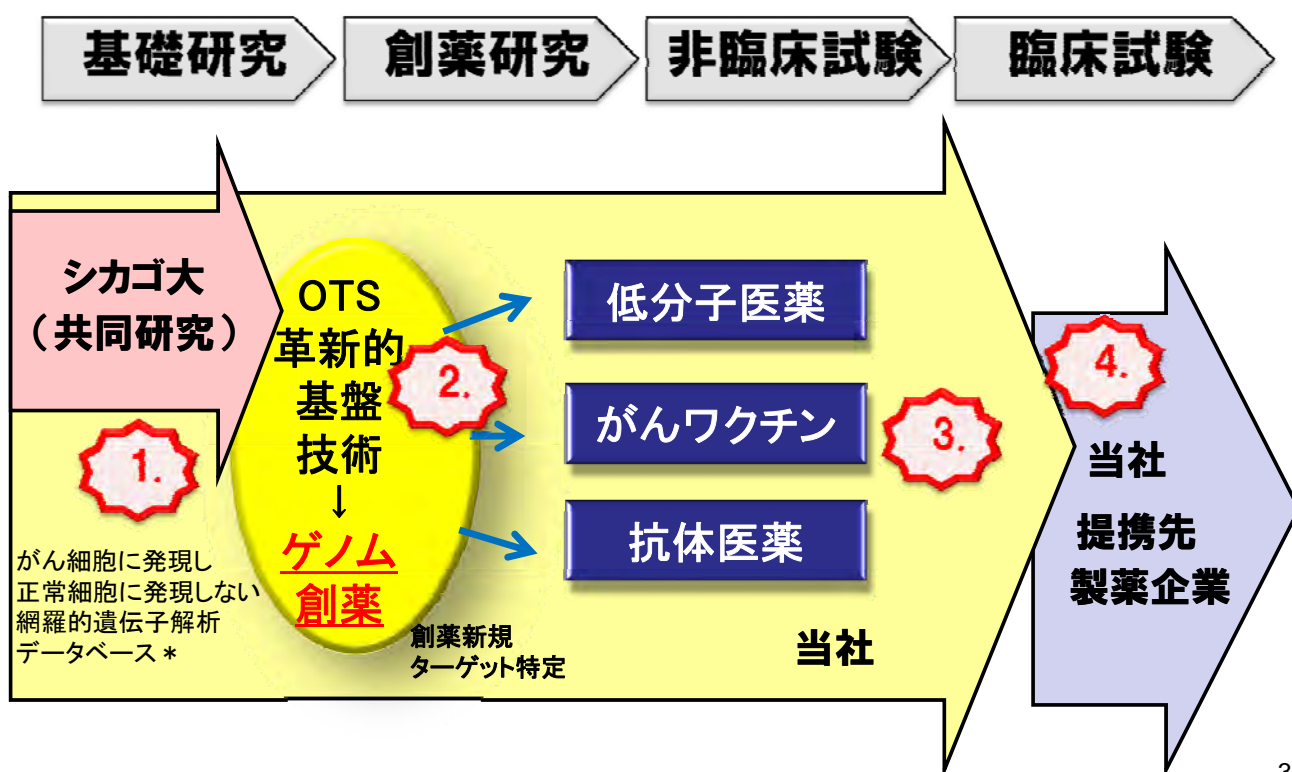 基礎研究
創薬研究
非臨床試験
臨床試験
シカゴ大
（共同研究）
1.
がん細胞に発現し
正常細胞に発現しない
網羅的遺伝子解析
データベース＊
OTS
革新的
基盤
技術
↓
ゲノム
創薬
2.
創薬新規
ターゲット特定
低分子医薬
がんワクチン
抗体医薬
3.
当社
4.
当社
提携先
製薬企業
3